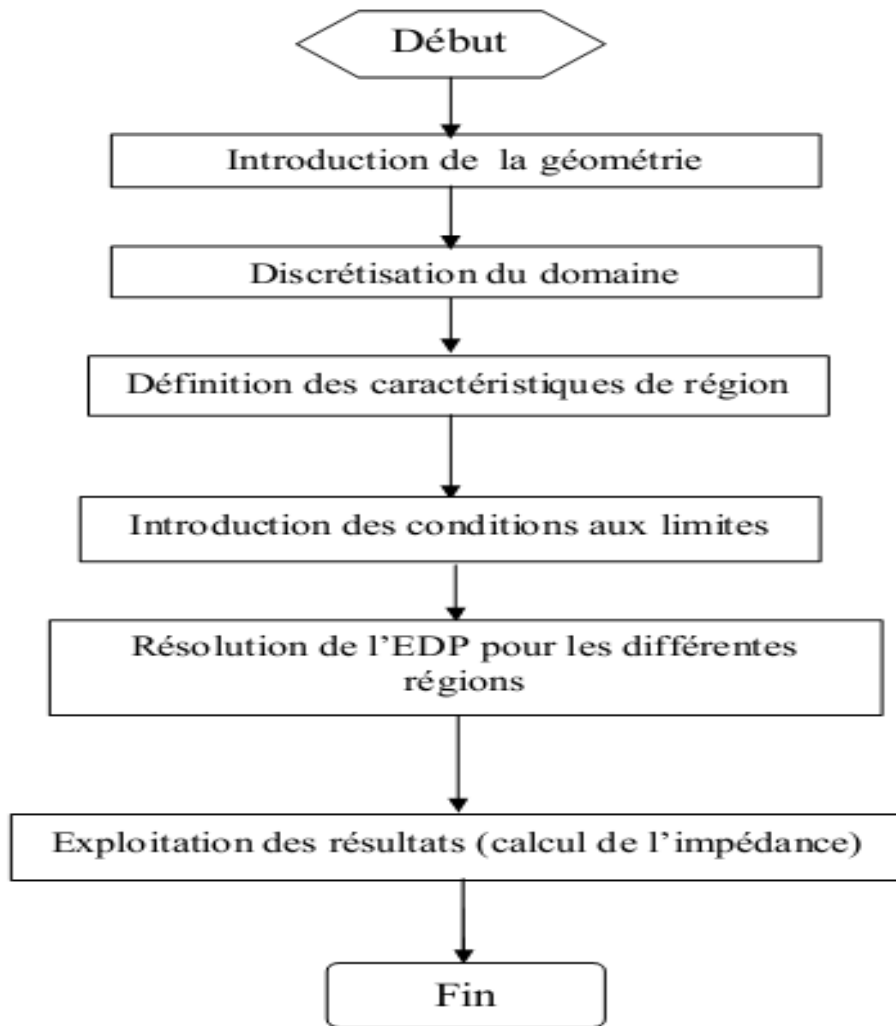 Début
Introduction de la géométrie
Discrétisation du domaine
Définition des caractéristiques de région
Introduction des conditions aux limites
Résolution de l'EDP pour les différentes
régions
Exploitation des résultats (calcul de l'impédance)
Fin